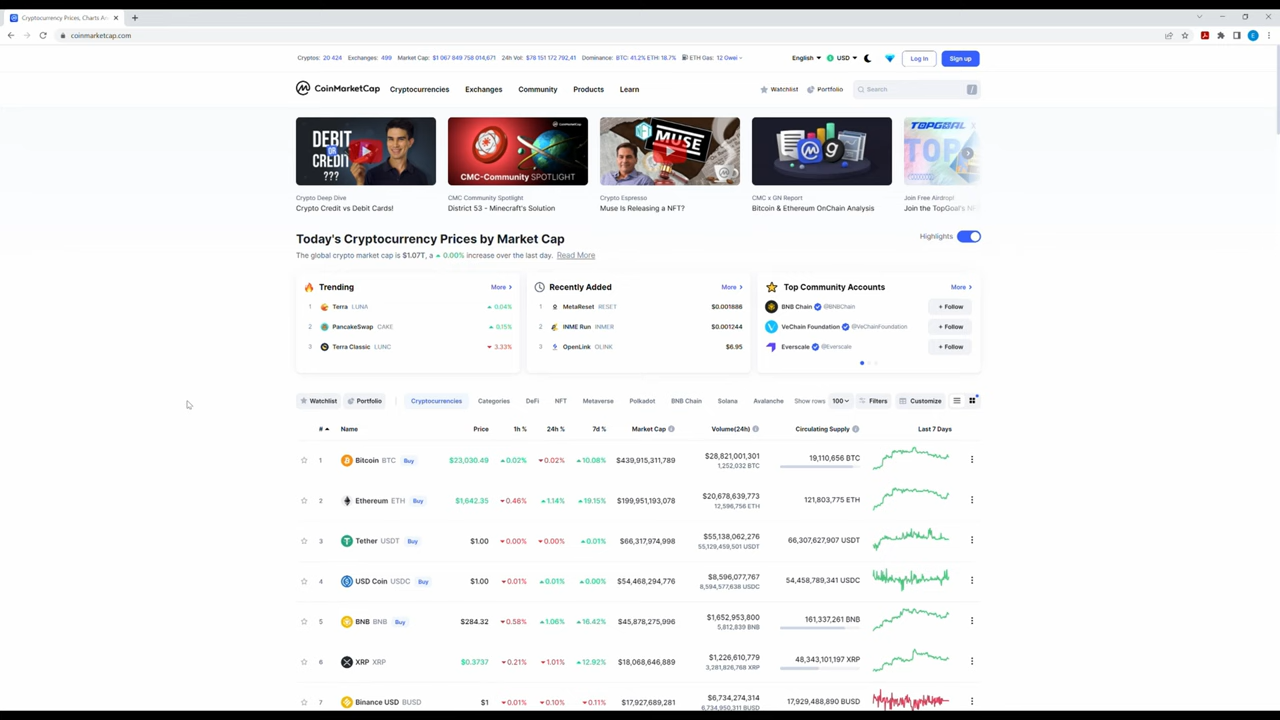 Cryptocurrency Prices, Charts An
coinmarketcap.com
Cryptos: 20 424 Exchanges: 499 Market Cap: $1 067 849 758 014,671 24h Vol: $78 151 172 792,41 Dominance: BTC: 41.2% ETH: 18.7% ETH Gas: 12 Gwei
English USD Log in Sign up
CoinMarketCap Cryptocurrencies Exchanges Community Products Learn Watchlist Portfolio Search /
DEBIT
OR
CREDIT
???
CoinMarketCap
CMC-Community SPOTLIGHT
MUSE
TOPGOAL
TOP
Crypto Deep Dive CMC Community Spotlight Crypto Espresso CMC x GN Report Join Free Airdrop!
Crypto Credit vs Debit Cards! District 53 - Minecraft's Solution Muse Is Releasing a NFT? Bitcoin & Ethereum OnChain Analysis Join the TopGoal's NF
Today's Cryptocurrency Prices by Market Cap Highlights
The global crypto market cap is $1.07T, a 0.00% increase over the last day. Read More
Trending More Recently Added More Top Community Accounts More
1 Terra LUNA 0.04% 1 MetaReset RESET $0.001886 BNB Chain @BNBChain + Follow
2 PancakeSwap CAKE 0.15% 2 INME Run INMER $0.001244 VeChain Foundation @VeChainFoundation + Follow
3 Terra Classic LUNC 3.33% 3 OpenLink OLINK $6.95 Everscale @Everscale + Follow
Watchlist Portfolio Cryptocurrencies Categories DeFi NFT Metaverse Polkadot BNB Chain Solana Avalanche Show rows 100 Filters Customize
# Name Price 1h % 24h % 7d % Market Cap Volume(24h) Circulating Supply Last 7 Days
1 Bitcoin BTC Buy $23,030.49 0.02% 0.02% 10.08% $439,915,311,789 $28,821,001,301 19,110,656 BTC
1,252,032 BTC
2 Ethereum ETH Buy $1,642.35 0.46% 1.14% 19.15% $199,951,193,078 $20,678,639,773 121,803,775 ETH
12,596,756 ETH
3 Tether USDT Buy $1.00 0.00% 0.00% 0.01% $66,317,974,998 $55,138,062,276 66,307,627,907 USDT
55,129,459,501 USDT
4 USD Coin USDC Buy $1.00 0.01% 0.01% 0.00% $54,468,294,776 $8,596,077,767 54,458,789,341 USDC
8,594,577,638 USDC
5 BNB BNB Buy $284.32 0.58% 1.06% 16.42% $45,878,275,996 $1,652,953,800 161,337,261 BNB
5,812,839 BNB
6 XRP XRP $0.3737 0.21% 1.01% 12.92% $18,068,646,889 $1,226,610,779 48,343,101,197 XRP
3,281,826,768 XRP
7 Binance USD BUSD $1 0.01% 0.10% 0.11% $17,927,689,281 $6,734,274,314 17,929,488,890 BUSD
6,734,950,311 BUSD